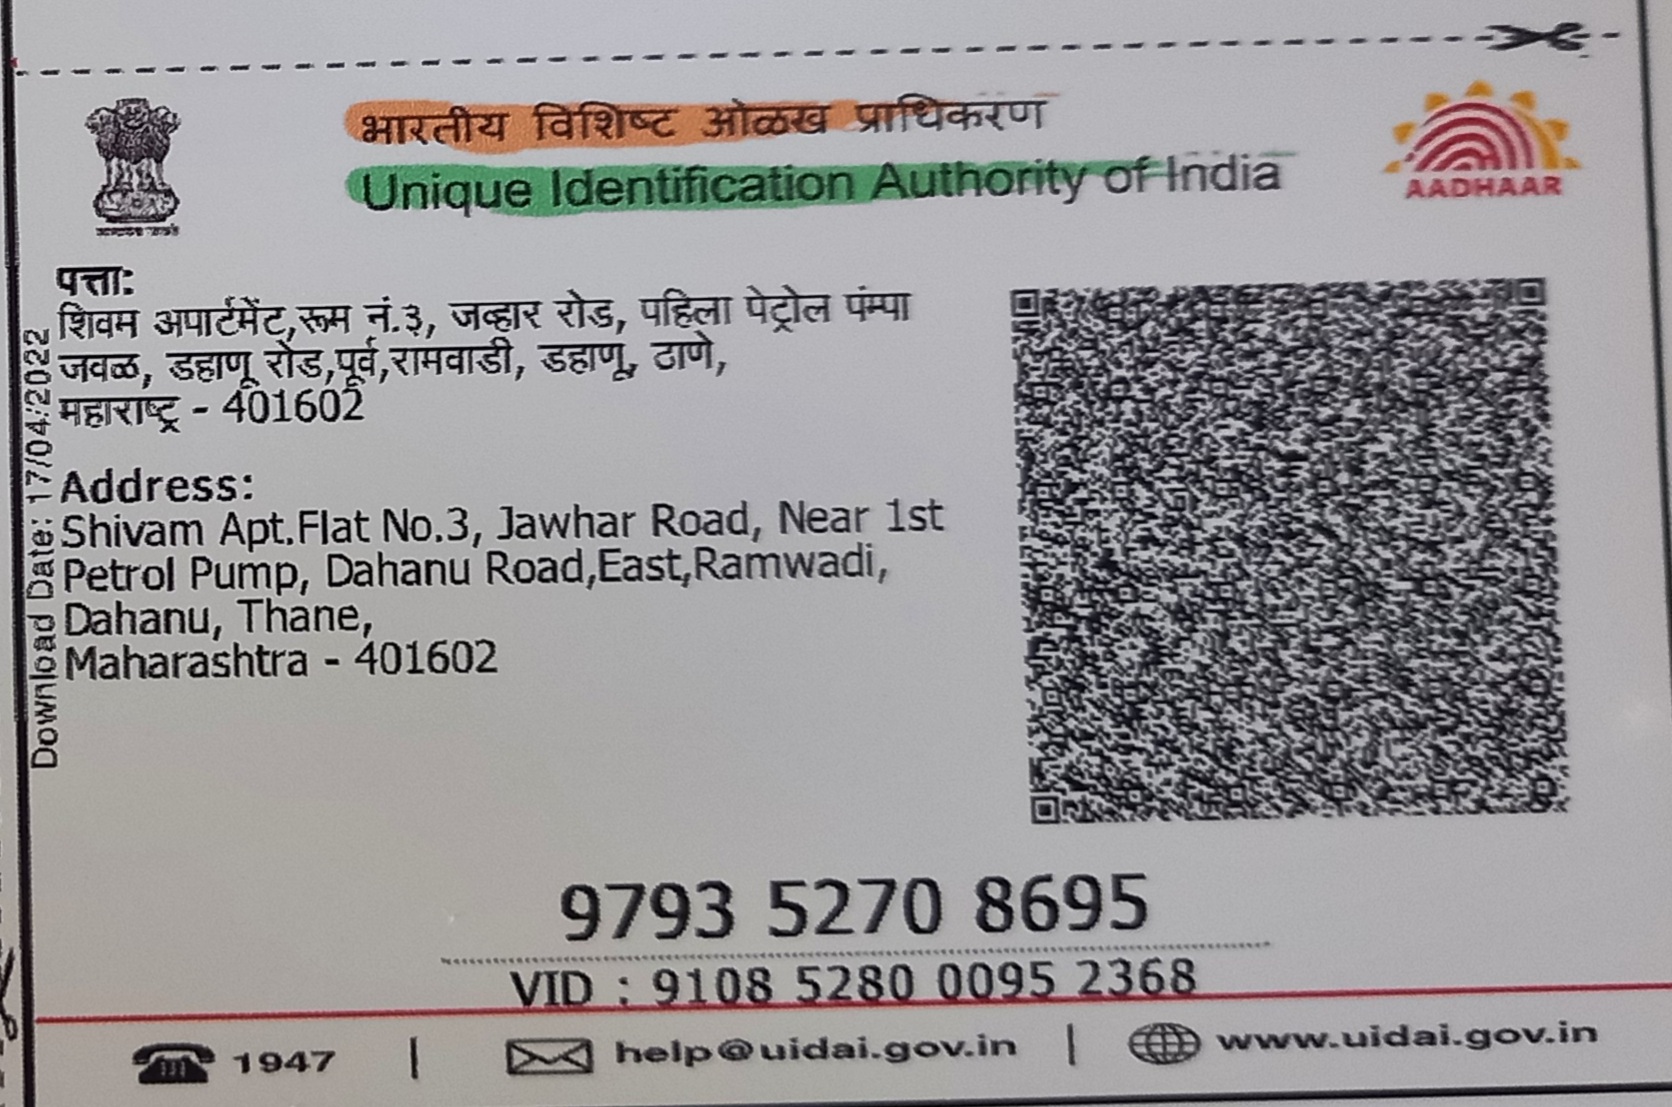 भारतीय विशिष्ट ओळख प्राधिकरण
Unique Identification Authority of India
AADHAAR
पत्ता:
शिवम अपार्टमेंट,रूम नं.३, जव्हार रोड, पहिला पेट्रोल पंम्पा
जवळ, डहाणू रोड,पूर्व,रामवाडी, डहाणू, ठाणे,
महाराष्ट्र - 401602
Address:
Shivam Apt.Flat No.3, Jawhar Road, Near 1st
Petrol Pump, Dahanu Road,East,Ramwadi,
Dahanu, Thane,
Maharashtra - 401602
Download Date: 17/04/2022
9793 5270 8695
VID : 9108 5280 0095 2368
1947 | help@uidai.gov.in | www.uidai.gov.in